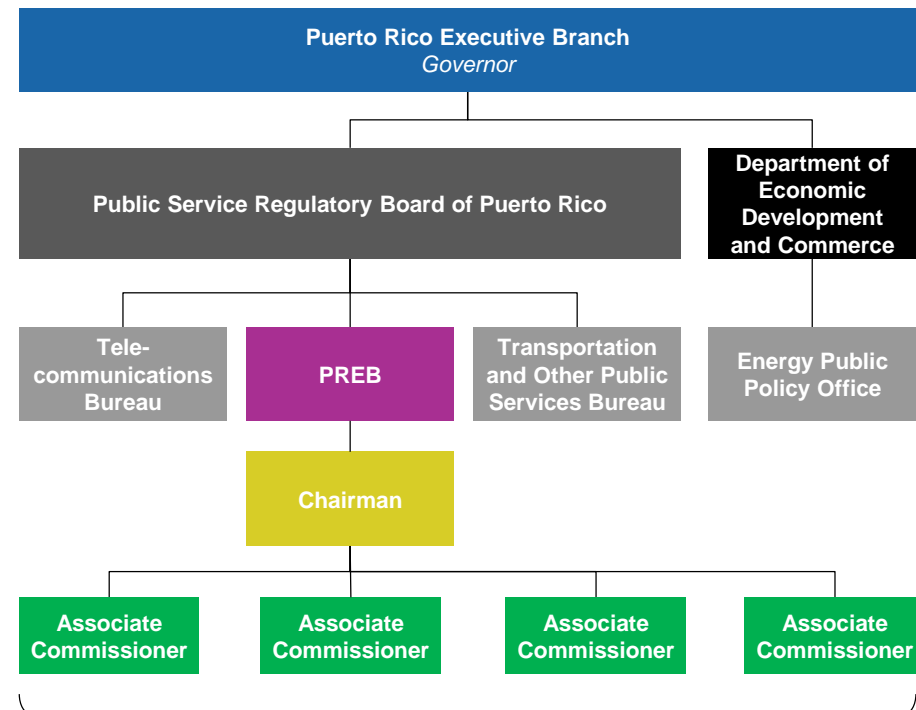 Puerto Rico Executive Branch
Governor
Public Service Regulatory Board of Puerto Rico
Department of
Economic
Development
and Commerce
Tele-
communications
Bureau
PREB
Transportation
and Other Public
Services Bureau
Energy Public
Policy Office
Chairman
Associate
Commissioner
Associate
Commissioner
Associate
Commissioner
Associate
Commissioner